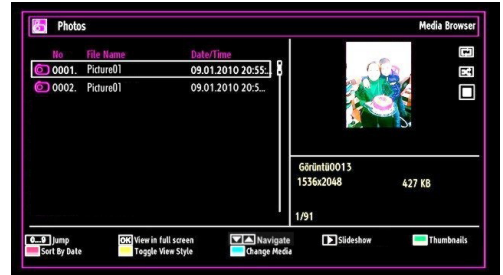 Photos
Media Browser
No File Name Date/Time
0001. Picture01 09.01.2010 20:55:
0002. Picture01 09.01.2010 20:5...
Görüntü0013
1536x2048 427 KB
1/91
0...9 Jump OK View in full screen Navigate Slideshow Thumbnails
Sort By Date Toggle View Style Change Media